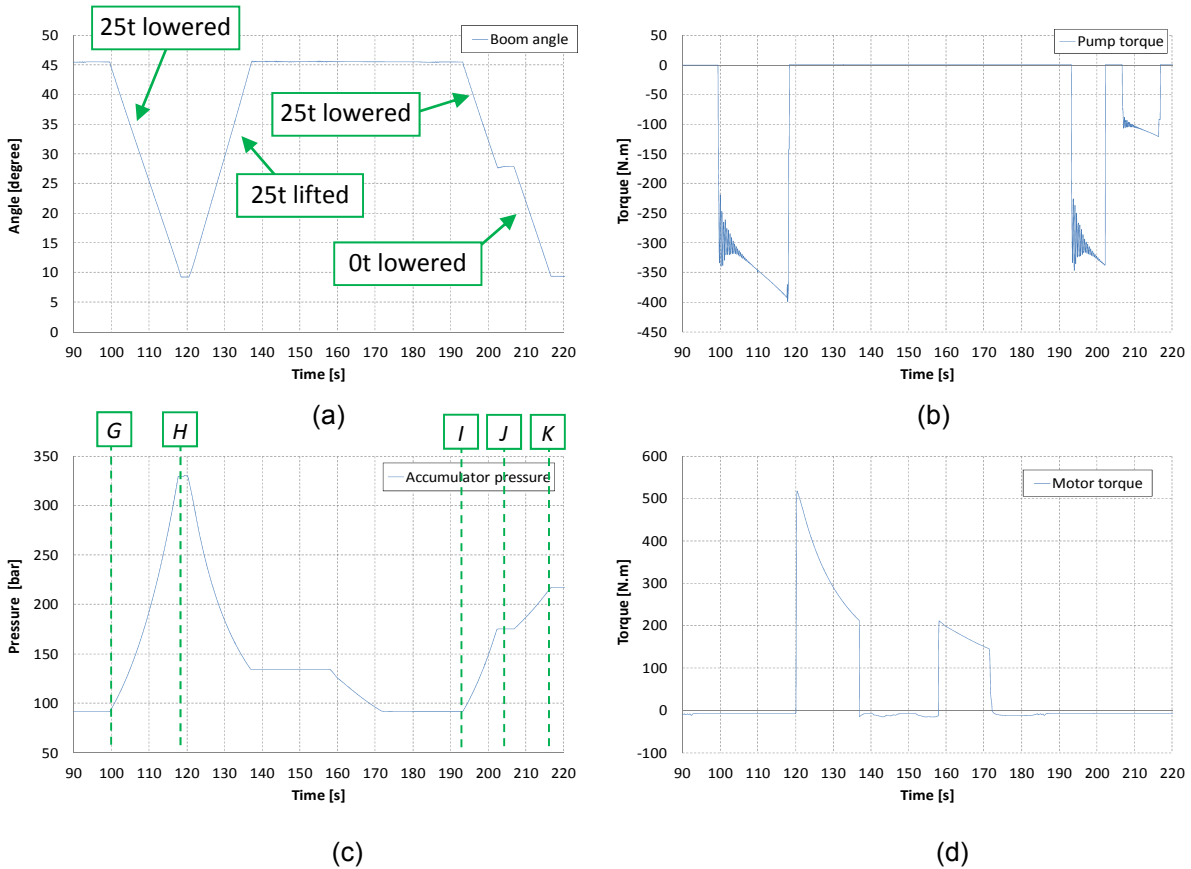 25t lowered
Boom angle
50
45
40
35
30
25
20
15
10
5
0
Angle [degree]
25t lowered
25t lifted
0t lowered
90 100 110 120 130 140 150 160 170 180 190 200 210 220
Time [s]
(a)
Pump torque
50
0
-50
-100
-150
-200
-250
-300
-350
-400
-450
Torque [N.m]
90 100 110 120 130 140 150 160 170 180 190 200 210 220
Time [s]
(b)
G H I J K
Accumulator pressure
350
300
250
200
150
100
50
Pressure [bar]
90 100 110 120 130 140 150 160 170 180 190 200 210 220
Time [s]
(c)
Motor torque
600
500
400
300
200
100
0
-100
Torque [N.m]
90 100 110 120 130 140 150 160 170 180 190 200 210 220
Time [s]
(d)